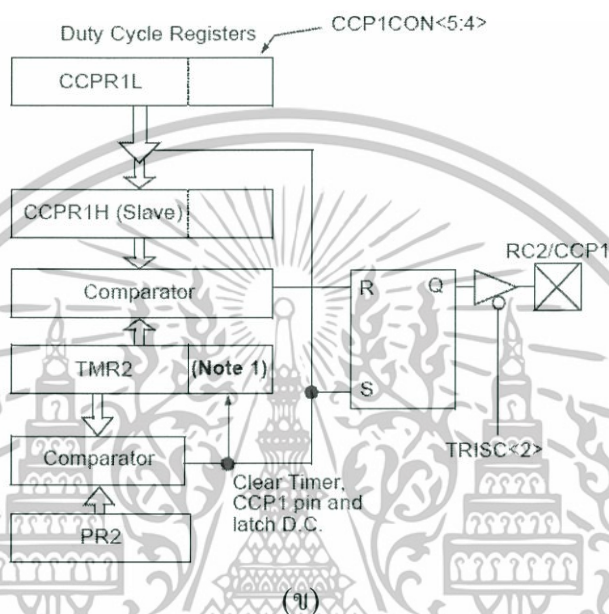 Duty Cycle Registers
CCP1CON<5:4>
CCPR1L
CCPR1H (Slave)
Comparator
TMR2
(Note 1)
Comparator
PR2
Clear Timer,
CCP1 pin and
latch D.C.
R
Q
S
RC2/CCP1
TRISC<2>
(ข)